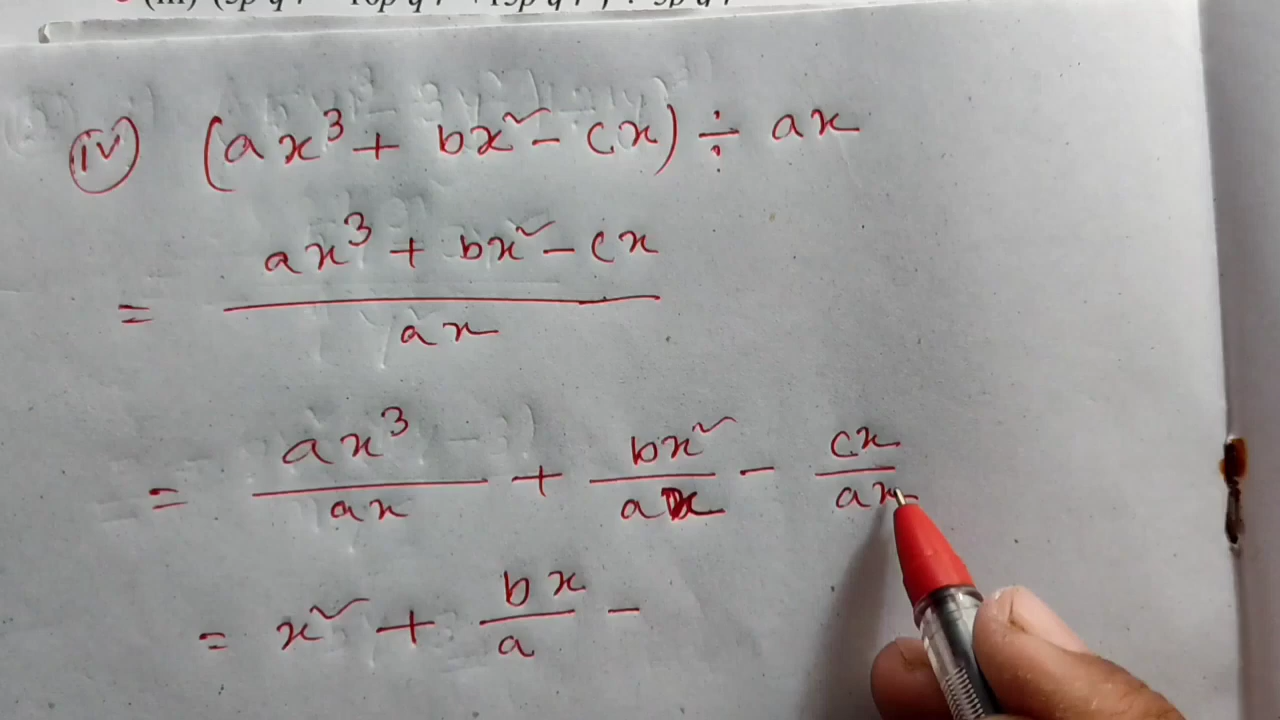 (iv) (ax³ + bx² - cx) ÷ ax
= ax³ + bx² - cx / ax
= ax³/ax + bx²/ax - cx/ax
= x² + bx/a -